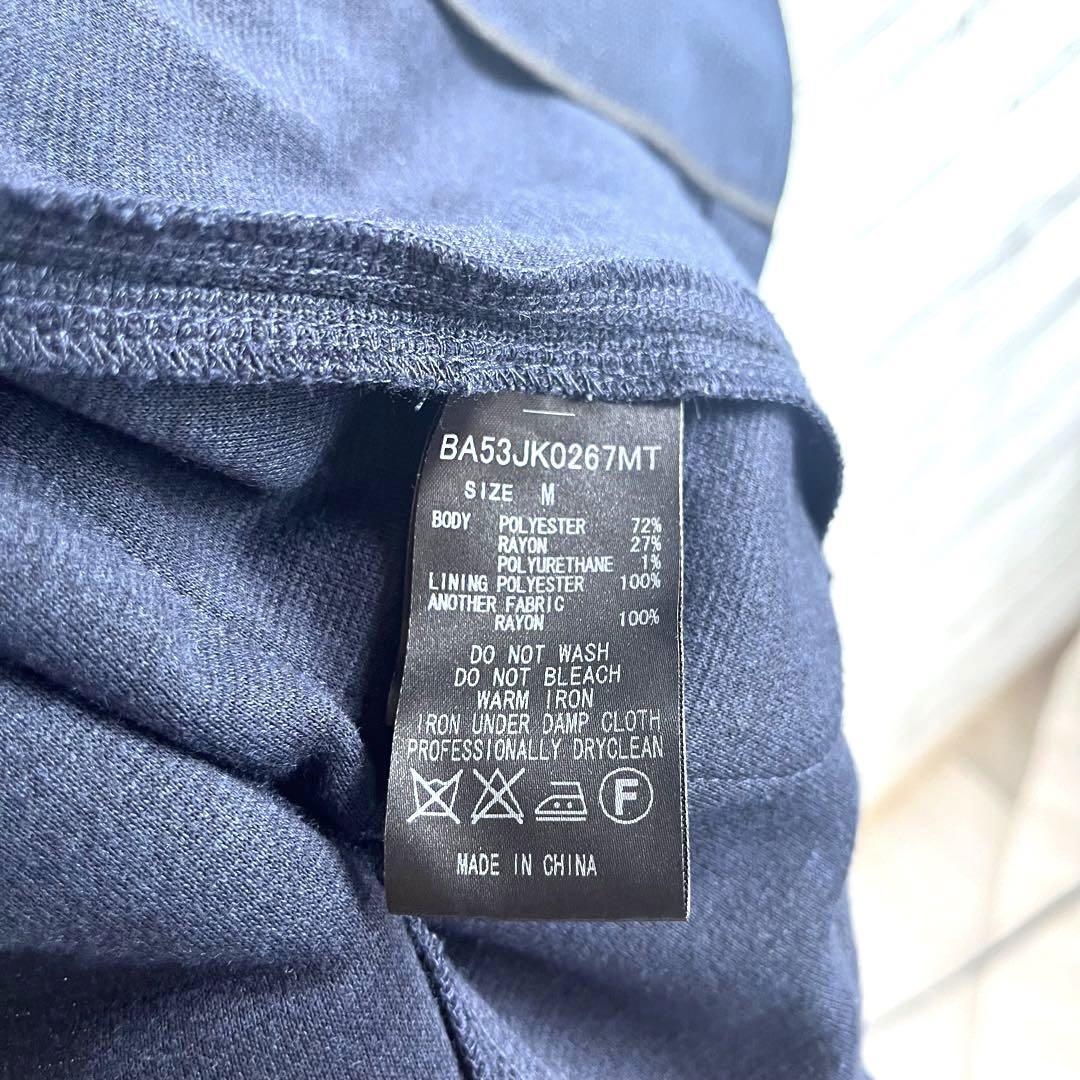 BA53JK0267MT
SIZE M
BODY POLYESTER 72%
RAYON 27%
POLYURETHANE 1%
LINING POLYESTER 100%
ANOTHER FABRIC
RAYON 100%
DO NOT WASH
DO NOT BLEACH
WARM IRON
IRON UNDER DAMP CLOTH
PROFESSIONALLY DRYCLEAN
F
MADE IN CHINA